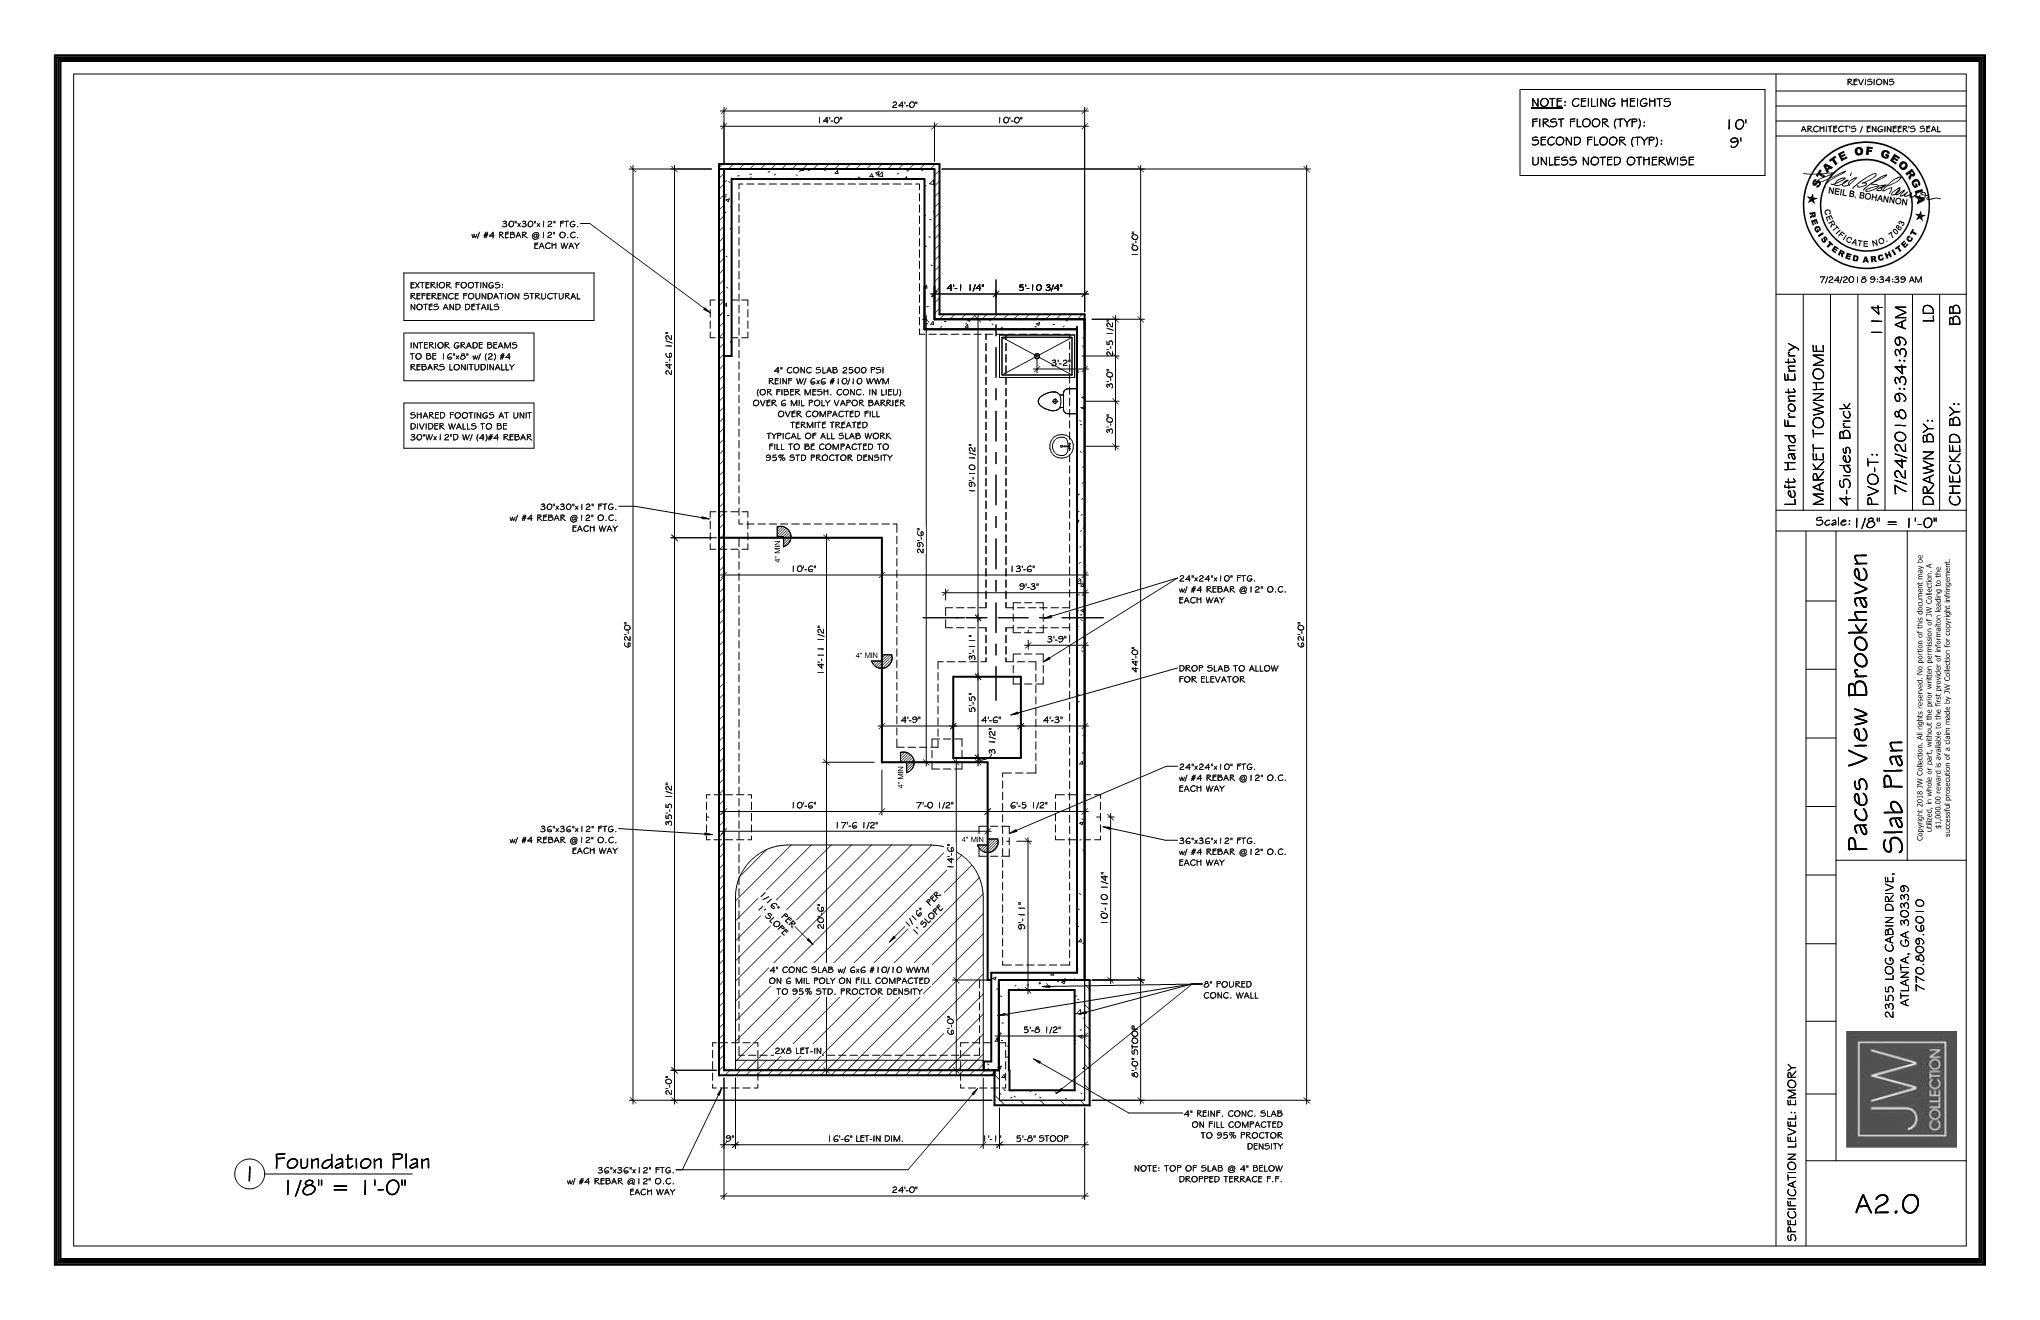 24'-0"
14'-0"
10'-0"
NOTE: CEILING HEIGHTS
FIRST FLOOR (TYP): 10'
SECOND FLOOR (TYP): 9'
UNLESS NOTED OTHERWISE
REVISIONS
ARCHITECT'S / ENGINEER'S SEAL
STATE OF GEORGIA
NEIL B. BOHANNON
CERTIFICATE NO. 7083
REGISTERED ARCHITECT
7/24/2018 9:34:39 AM
30"x30"x12" FTG.
w/ #4 REBAR @12" O.C.
EACH WAY
EXTERIOR FOOTINGS:
REFERENCE FOUNDATION STRUCTURAL
NOTES AND DETAILS
INTERIOR GRADE BEAMS
TO BE 16"x8" w/ (2) #4
REBARS LONITUDINALLY
SHARED FOOTINGS AT UNIT
DIVIDER WALLS TO BE
30"Wx12"D W/ (4)#4 REBAR
10'-0"
4'-1 1/4"
5'-10 3/4"
2'-5 1/2"
3'-2"
3'-0"
3'-0"
24'-6 1/2"
4" CONC SLAB 2500 PSI
REINF W/ 6x6 #10/10 WWM
(OR FIBER MESH. CONC. IN LIEU)
OVER 6 MIL POLY VAPOR BARRIER
OVER COMPACTED FILL
TERMITE TREATED
TYPICAL OF ALL SLAB WORK
FILL TO BE COMPACTED TO
95% STD PROCTOR DENSITY
19'-10 1/2"
30"x30"x12" FTG.
w/ #4 REBAR @12" O.C.
EACH WAY
4" MIN
29'-6"
10'-6"
13'-6"
9'-3"
24"x24"x10" FTG.
w/ #4 REBAR @12" O.C.
EACH WAY
62'-0"
14'-11 1/2"
4" MIN
3'-11"
3'-9"
44'-0"
62'-0"
DROP SLAB TO ALLOW
FOR ELEVATOR
5'-5"
4'-9"
4'-6"
4'-3"
3 1/2"
4" MIN
24"x24"x10" FTG.
w/ #4 REBAR @12" O.C.
EACH WAY
35'-5 1/2"
10'-6"
7'-0 1/2"
6'-5 1/2"
17'-6 1/2"
36"x36"x12" FTG.
w/ #4 REBAR @12" O.C.
EACH WAY
4" MIN
14'-6"
36"x36"x12" FTG.
w/ #4 REBAR @12" O.C.
EACH WAY
1/16" PER
1' SLOPE
20'-6"
1/16" PER
1' SLOPE
9'-11"
10'-10 1/4"
4" CONC SLAB w/ 6x6 #10/10 WWM
ON 6 MIL POLY ON FILL COMPACTED
TO 95% STD. PROCTOR DENSITY
8" POURED
CONC. WALL
6'-0"
5'-8 1/2"
8'-0" STOOP
2X8 LET-IN
2'-0"
4" REINF. CONC. SLAB
ON FILL COMPACTED
TO 95% PROCTOR
DENSITY
9"
16'-6" LET-IN DIM.
1'-1"
5'-8" STOOP
36"x36"x12" FTG.
w/ #4 REBAR @12" O.C.
EACH WAY
NOTE: TOP OF SLAB @ 4" BELOW
DROPPED TERRACE F.F.
24'-0"
1
Foundation Plan
1/8" = 1'-0"
Left Hand Front Entry
MARKET TOWNHOME
4-Sides Brick
PVO-T: 114
7/24/2018 9:34:39 AM
DRAWN BY: LD
CHECKED BY: BB
Scale: 1/8" = 1'-0"
Paces View Brookhaven
Slab Plan
Copyright 2018 JW Collection. All rights reserved. No portion of this document may be
utilized, in whole or part, without the prior written permission of JW Collection. A
$1,000.00 reward is available to the first provider of informaiton leading to the
successful prosecution of a claim made by JW Collection for copyright infringement.
2355 LOG CABIN DRIVE,
ATLANTA, GA 30339
770.809.6010
JW
COLLECTION
SPECIFICATION LEVEL: EMORY
A2.0